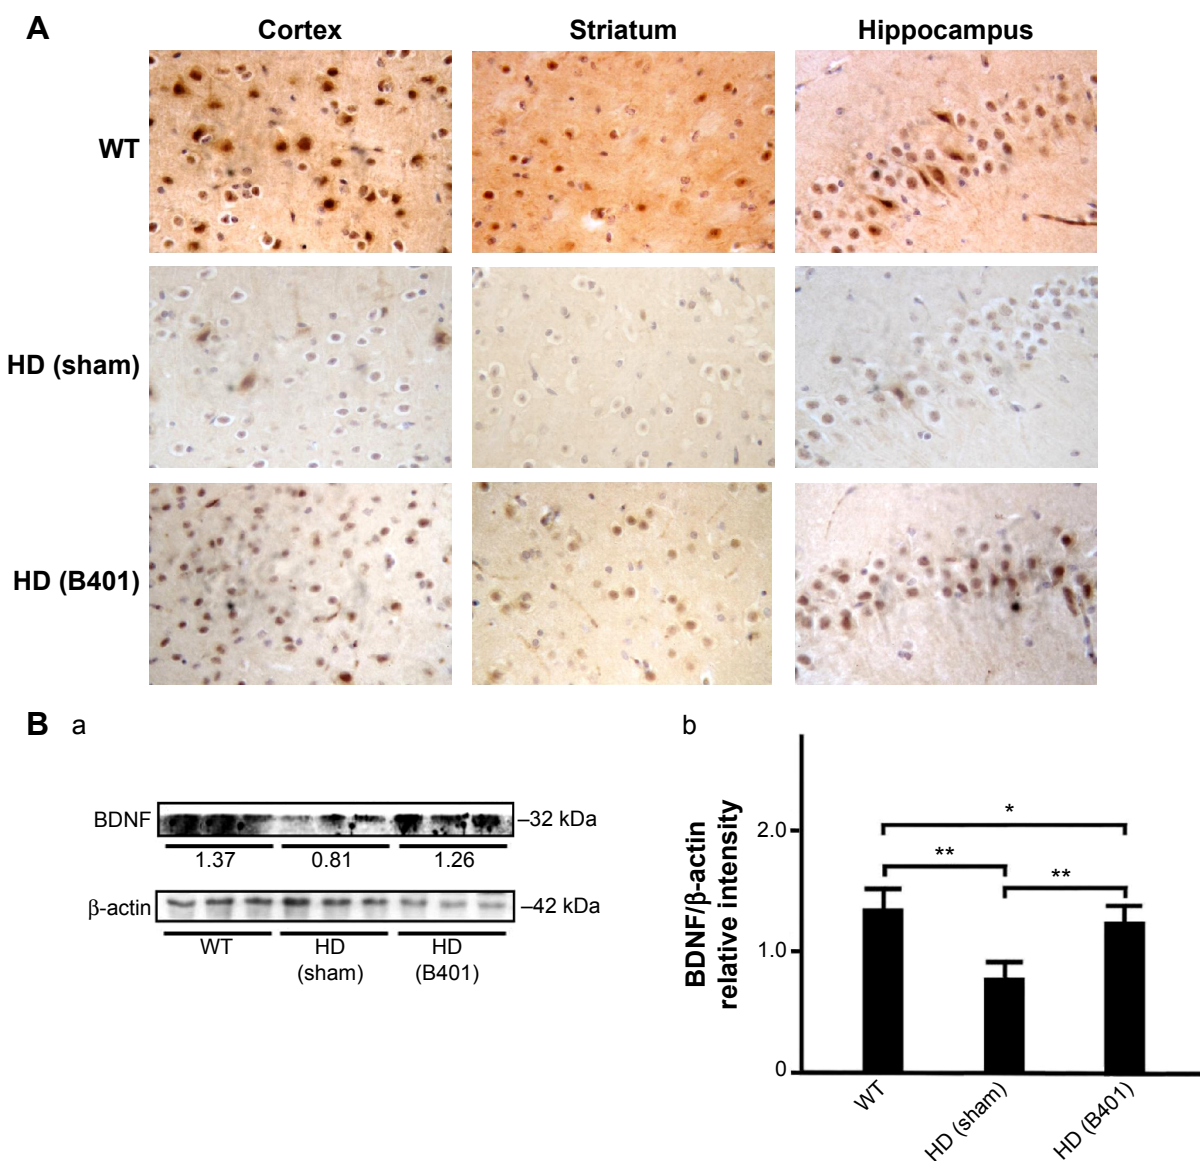 A
Cortex
Striatum
Hippocampus
WT
HD (sham)
HD (B401)
B a
BDNF
–32 kDa
1.37
0.81
1.26
β-actin
–42 kDa
WT
HD
(sham)
HD
(B401)
b
BDNF/β-actin
relative intensity
2.0
1.0
0
*
**
**
WT
HD (sham)
HD (B401)